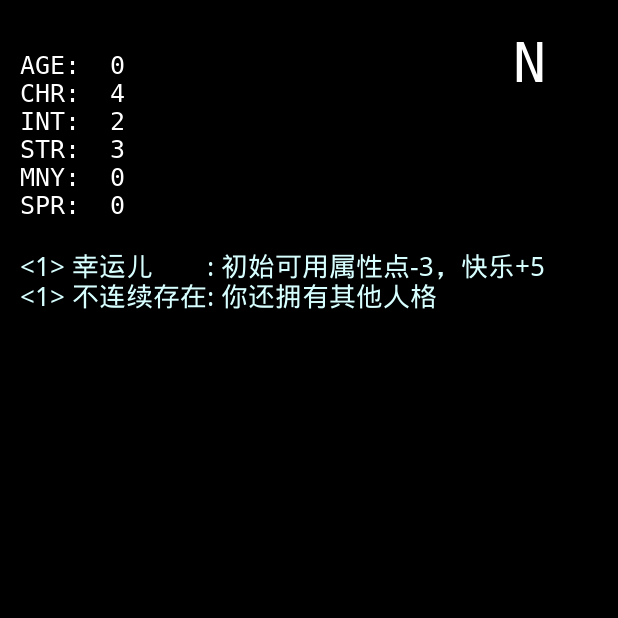 N
AGE: 0
CHR: 4
INT: 2
STR: 3
MNY: 0
SPR: 0
<1> 幸运儿 : 初始可用属性点-3，快乐+5
<1> 不连续存在: 你还拥有其他人格